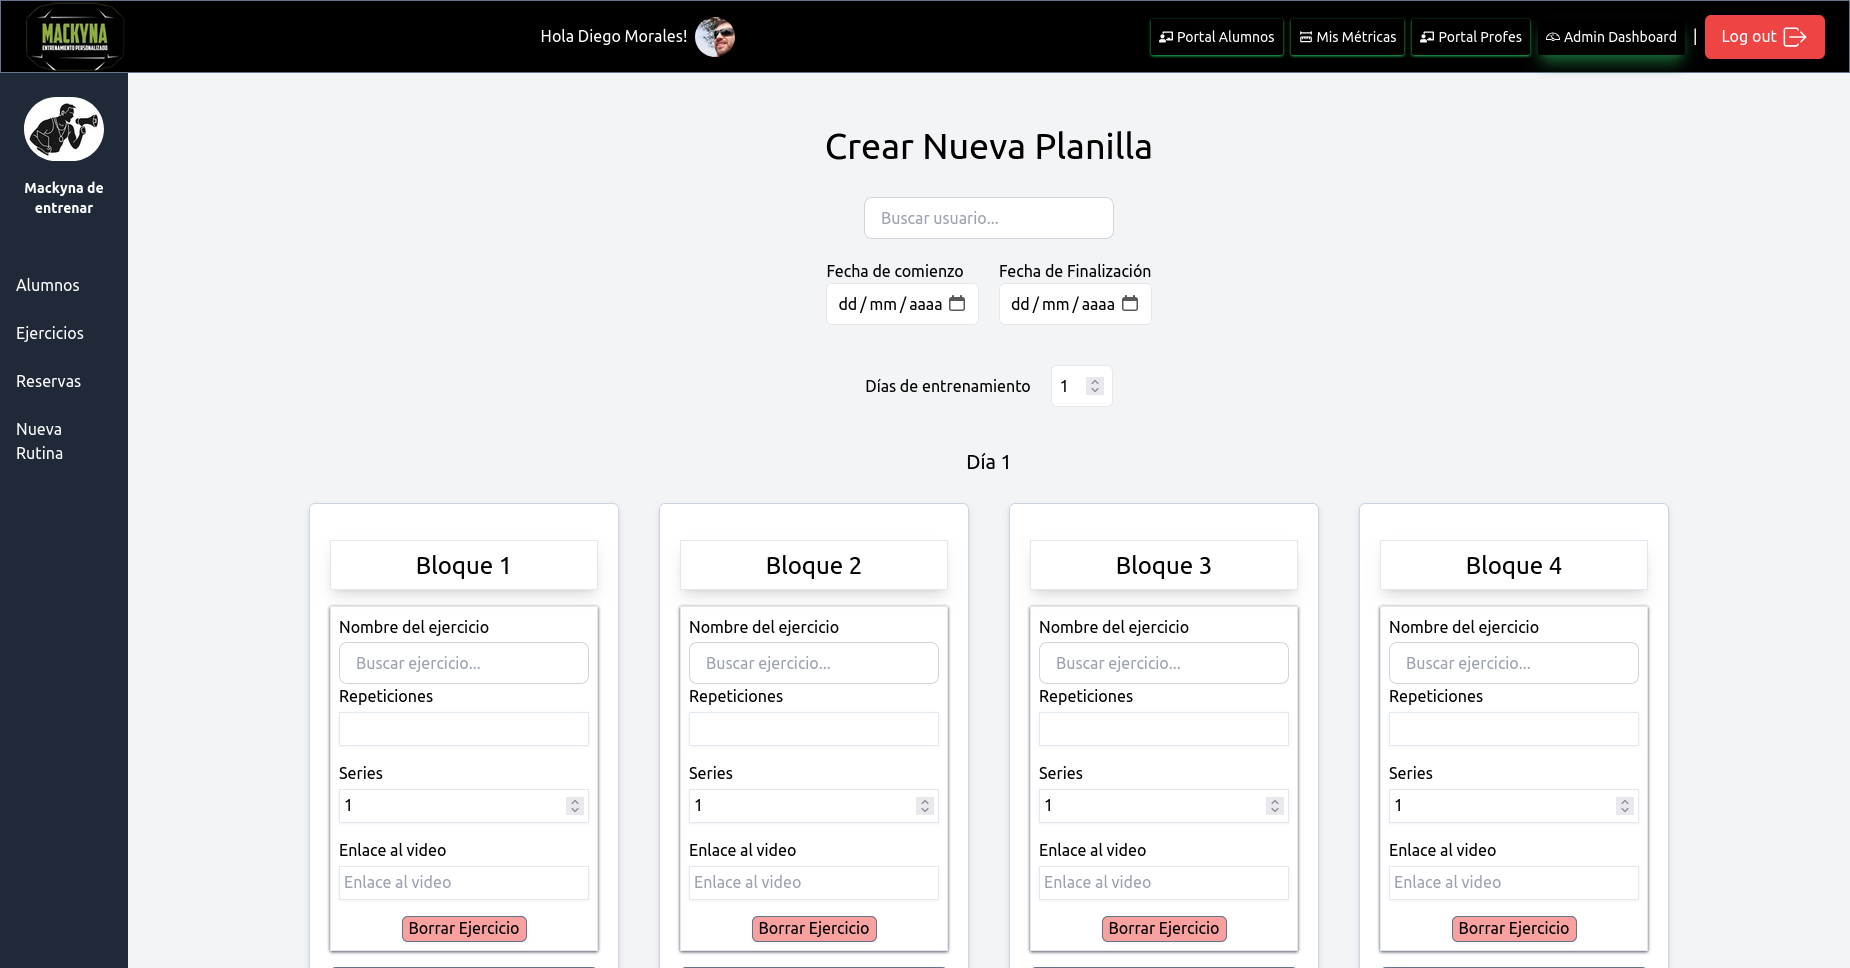 MACKYNA
ENTRENAMIENTO PERSONALIZADO
Hola Diego Morales!
Portal Alumnos
Mis Métricas
Portal Profes
Admin Dashboard
|
Log out
Mackyna de
entrenar
Alumnos
Ejercicios
Reservas
Nueva
Rutina
Crear Nueva Planilla
Buscar usuario...
Fecha de comienzo
Fecha de Finalización
dd / mm / aaaa
dd / mm / aaaa
Días de entrenamiento
1
Día 1
Bloque 1
Nombre del ejercicio
Buscar ejercicio...
Repeticiones
Series
1
Enlace al video
Enlace al video
Borrar Ejercicio
Bloque 2
Nombre del ejercicio
Buscar ejercicio...
Repeticiones
Series
1
Enlace al video
Enlace al video
Borrar Ejercicio
Bloque 3
Nombre del ejercicio
Buscar ejercicio...
Repeticiones
Series
1
Enlace al video
Enlace al video
Borrar Ejercicio
Bloque 4
Nombre del ejercicio
Buscar ejercicio...
Repeticiones
Series
1
Enlace al video
Enlace al video
Borrar Ejercicio